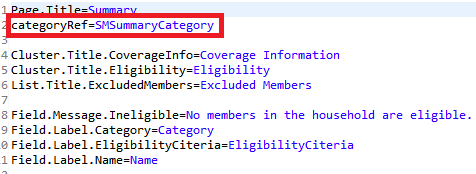 1 Page.Title=Summary
2 categoryRef=SMSummaryCategory
3
4 Cluster.Title.CoverageInfo=Coverage Information
5 Cluster.Title.Eligibility=Eligibility
6 List.Title.ExcludedMembers=Excluded Members
7
8 Field.Message.Ineligible=No members in the household are eligible.
9 Field.Label.Category=Category
0 Field.Label.EligibilityCiteria=EligibilityCiteria
1 Field.Label.Name=Name